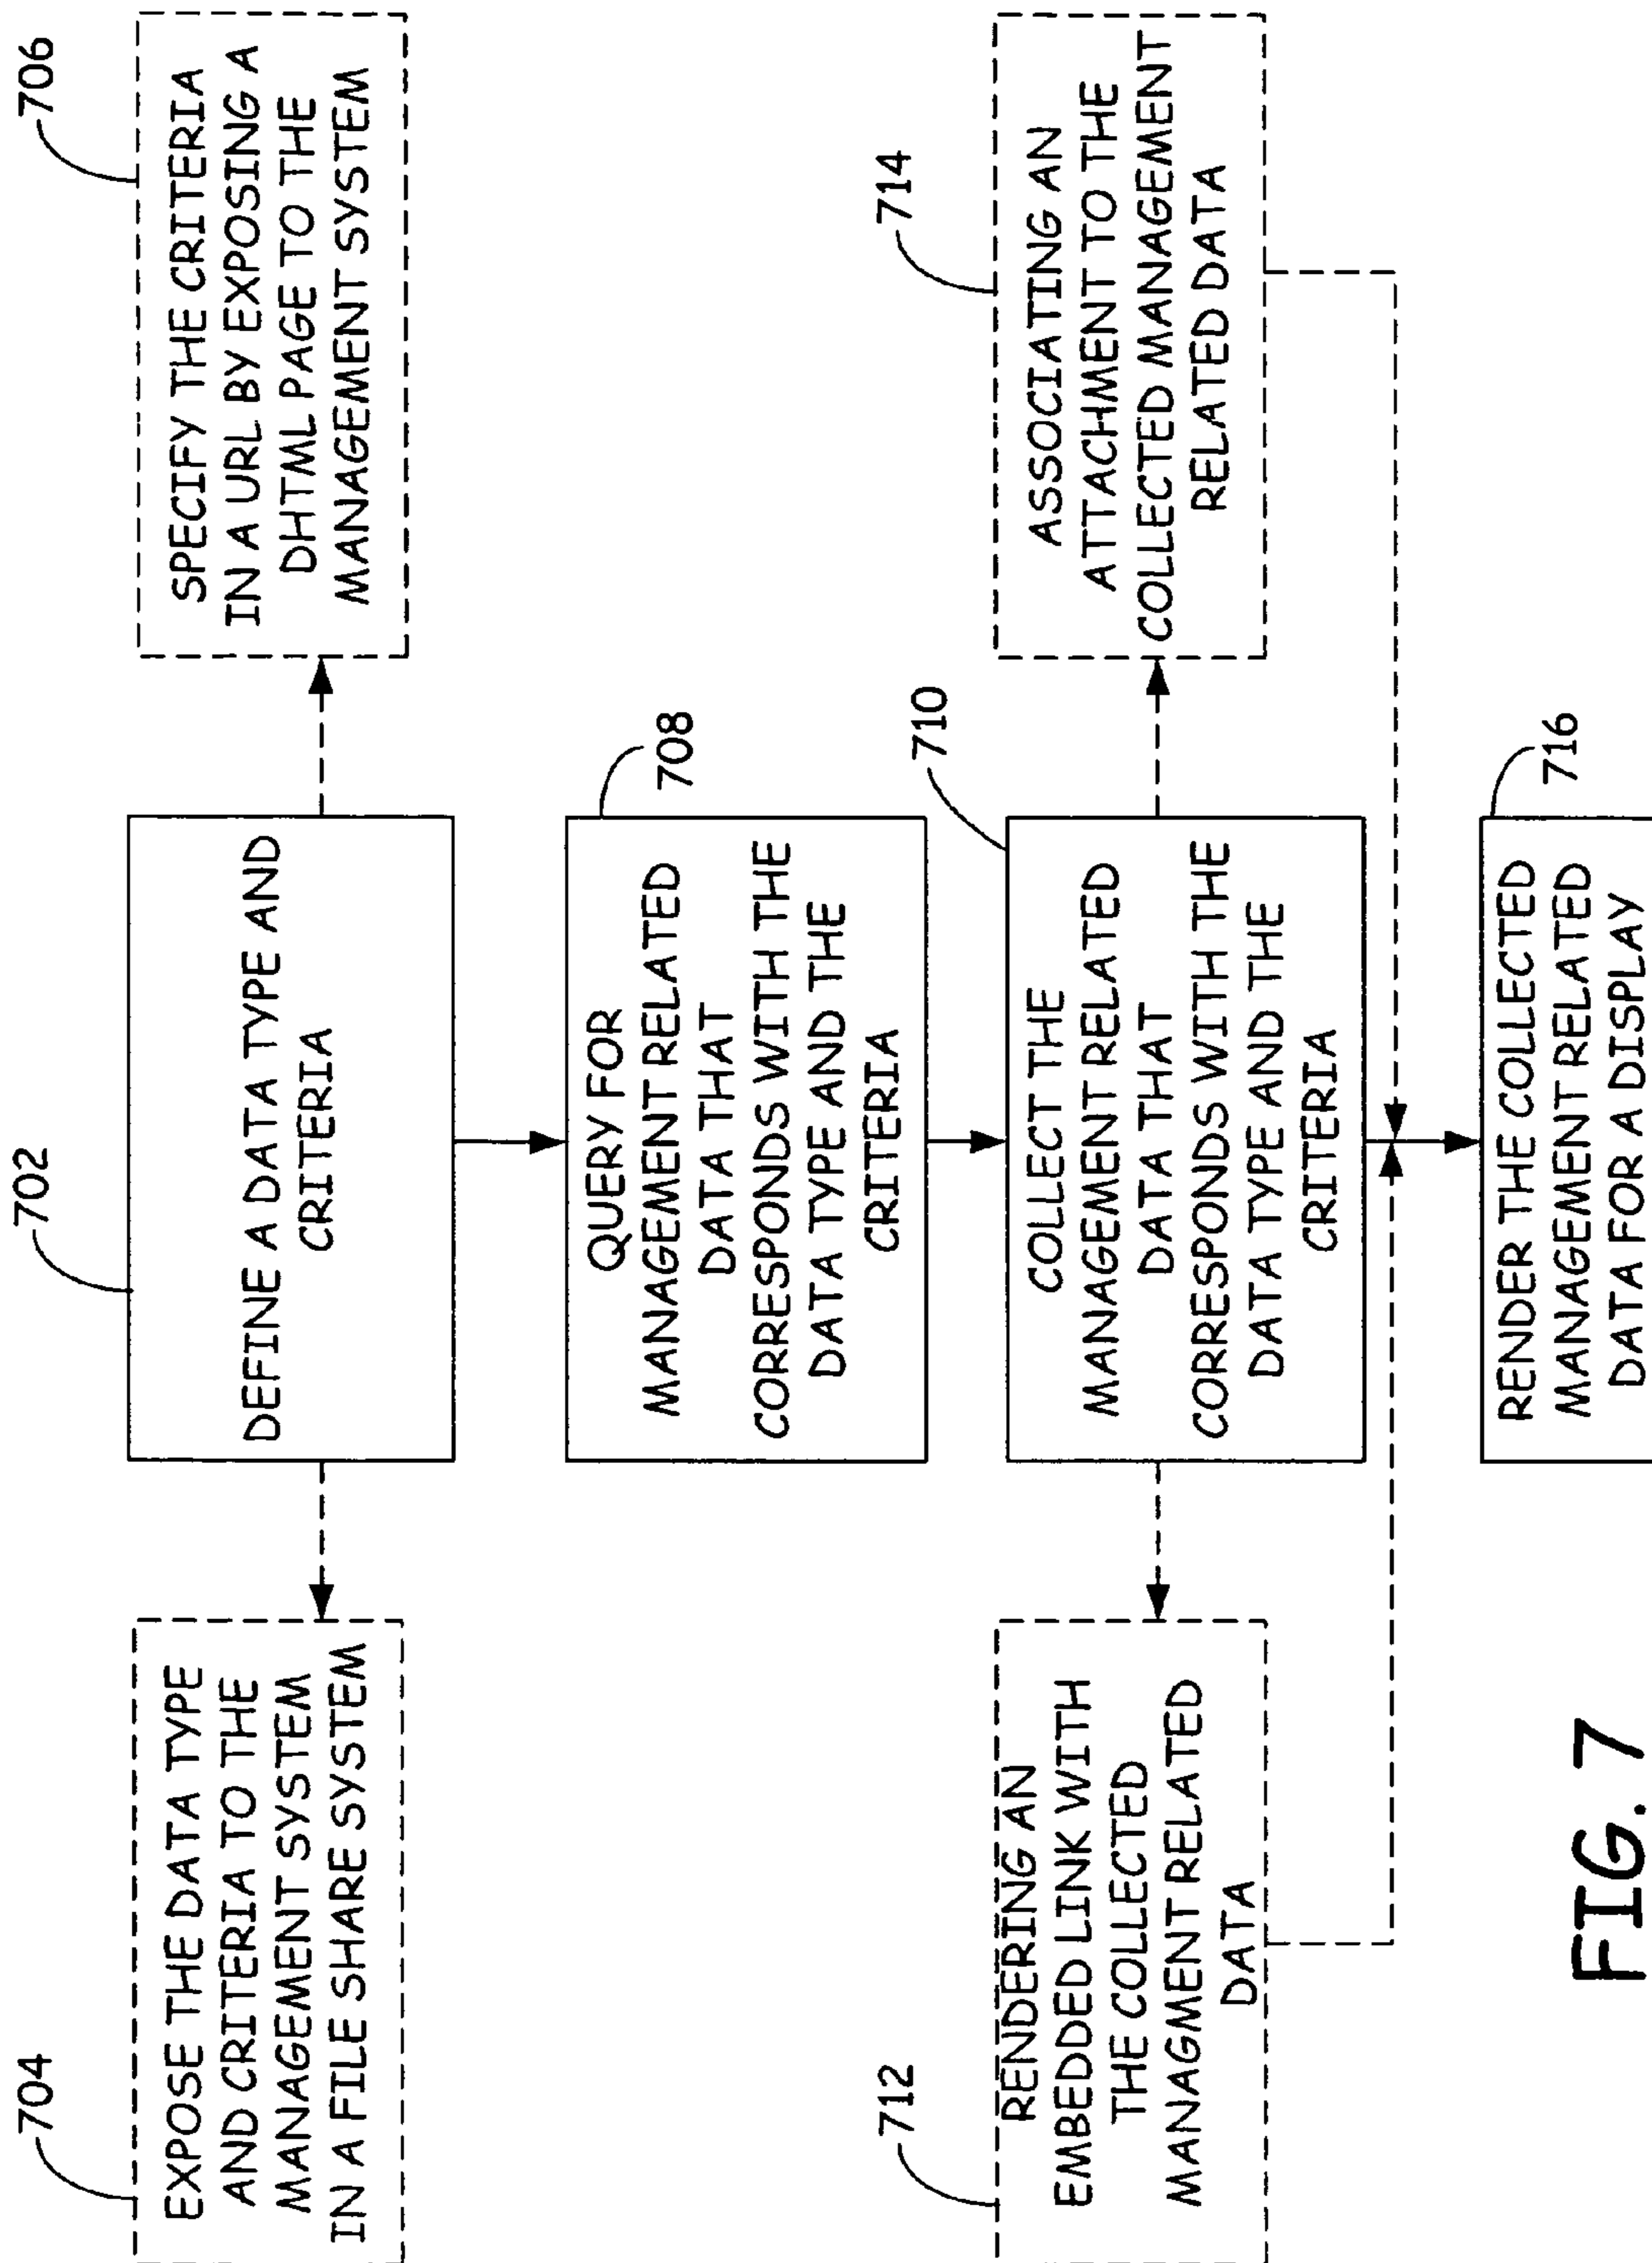 702
DEFINE A DATA TYPE AND
CRITERIA
704
EXPOSE THE DATA TYPE
AND CRITERIA TO THE
MANAGEMENT SYSTEM
IN A FILE SHARE SYSTEM
706
SPECIFY THE CRITERIA
IN A URL BY EXPOSING A
DHTML PAGE TO THE
MANAGEMENT SYSTEM
708
QUERY FOR
MANAGEMENT RELATED
DATA THAT
CORRESPONDS WITH THE
DATA TYPE AND THE
CRITERIA
710
COLLECT THE
MANAGEMENT RELATED
DATA THAT
CORRESPONDS WITH THE
DATA TYPE AND THE
CRITERIA
712
RENDERING AN
EMBEDDED LINK WITH
THE COLLECTED
MANAGMENT RELATED
DATA
714
ASSOCIATING AN
ATTACHMENT TO THE
COLLECTED MANAGEMENT
RELATED DATA
716
RENDER THE COLLECTED
MANAGEMENT RELATED
DATA FOR A DISPLAY
FIG. 7